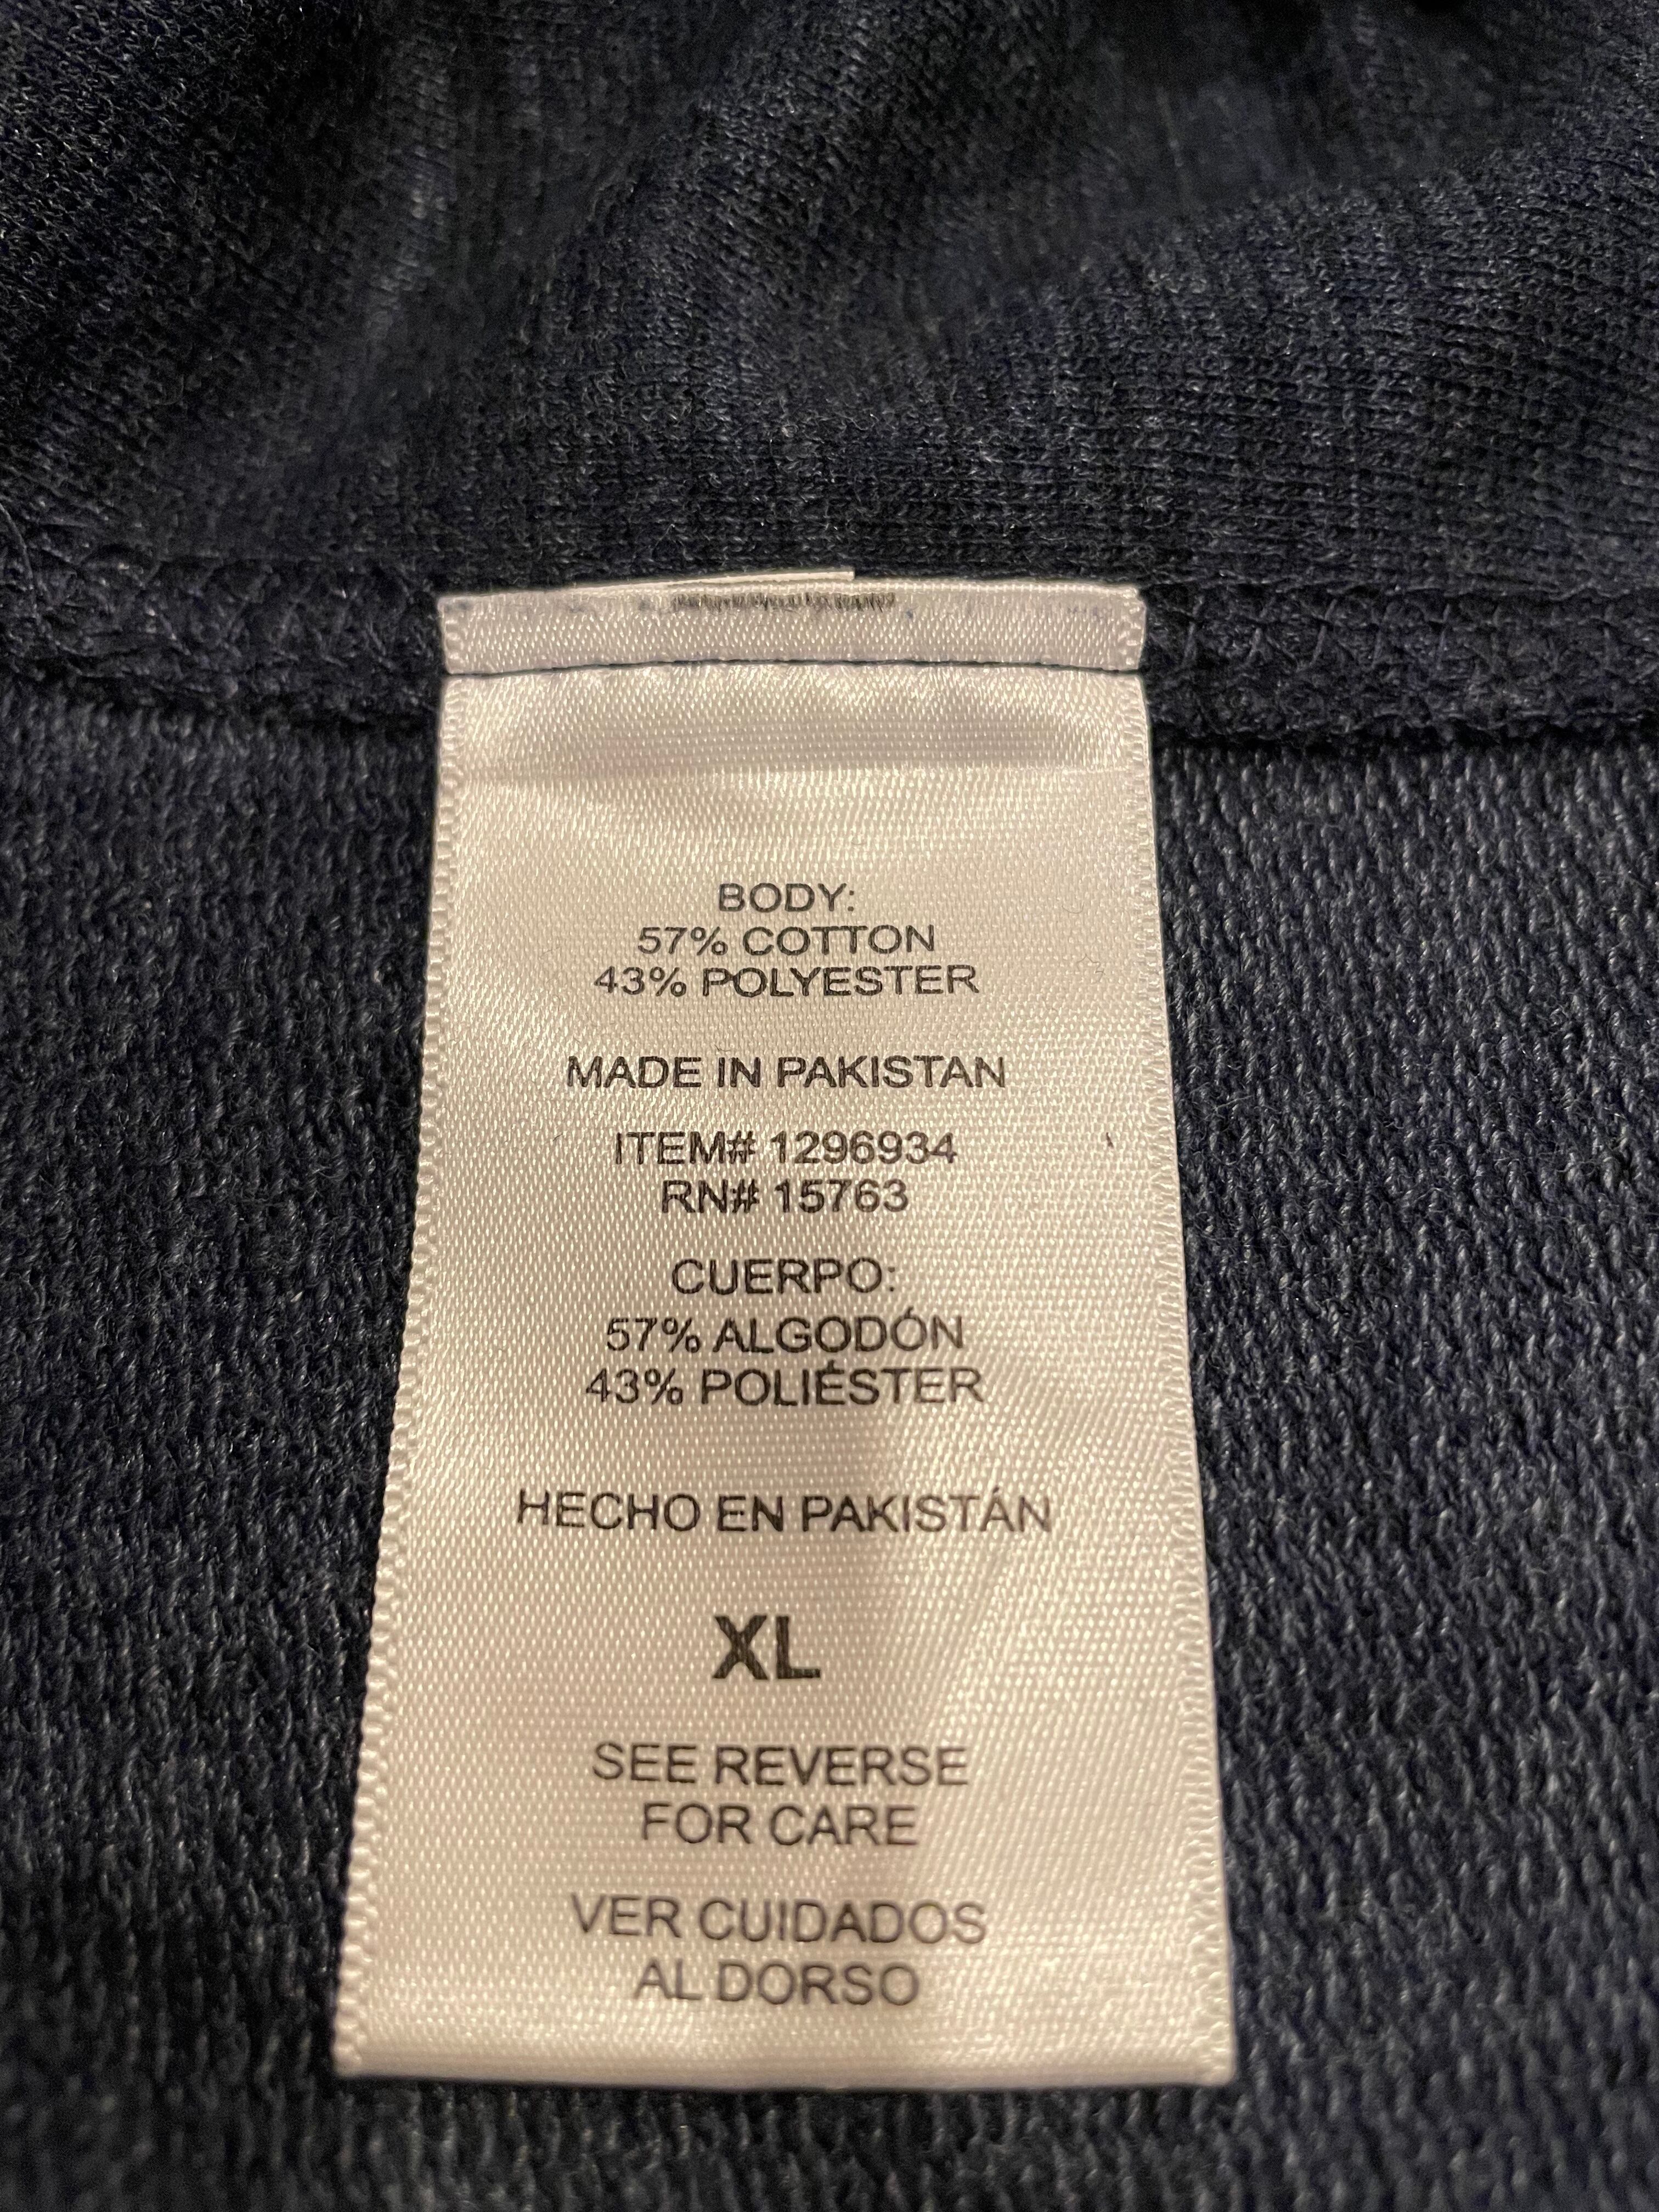 BODY:
57% COTTON
43% POLYESTER
MADE IN PAKISTAN
ITEM# 1296934
RN# 15763
CUERPO:
57% ALGODÓN
43% POLIÉSTER
HECHO EN PAKISTÁN
XL
SEE REVERSE
FOR CARE
VER CUIDADOS
AL DORSO